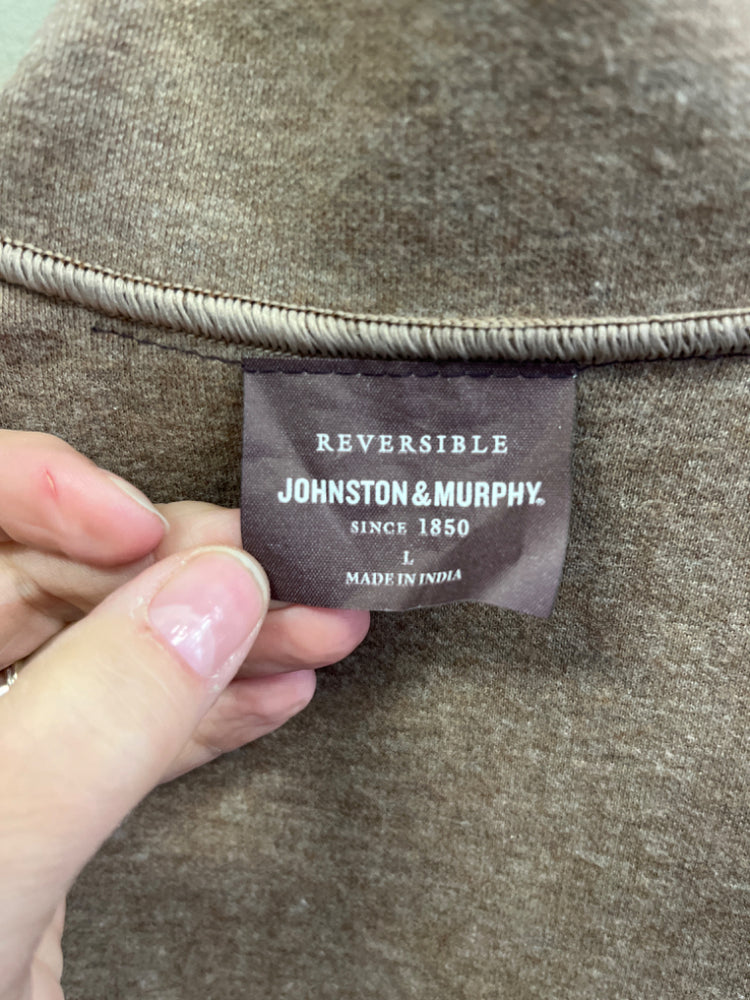 REVERSIBLE
JOHNSTON & MURPHY®
SINCE 1850
L
MADE IN INDIA